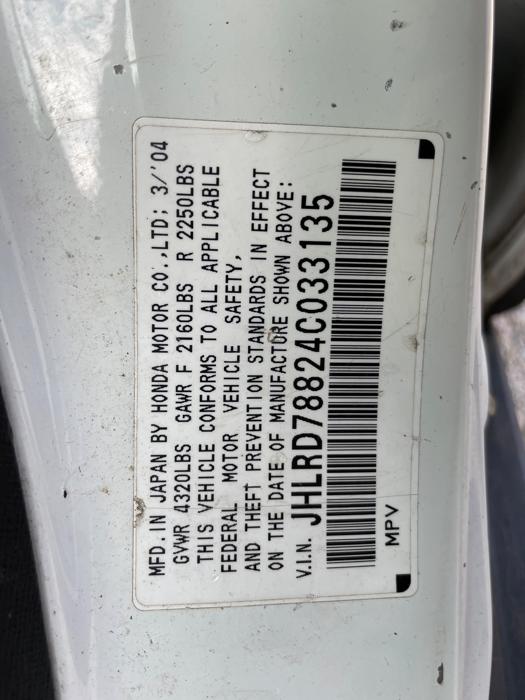 MFD. IN JAPAN BY HONDA MOTOR CO., LTD; 3/'04
GVWR 4320LBS GAWR F 2160LBS R 2250LBS
THIS VEHICLE CONFORMS TO ALL APPLICABLE
FEDERAL MOTOR VEHICLE SAFETY,
AND THEFT PREVENTION STANDARDS IN EFFECT
ON THE DATE OF MANUFACTURE SHOWN ABOVE:
V.I.N. JHLRD78824C033135
MPV